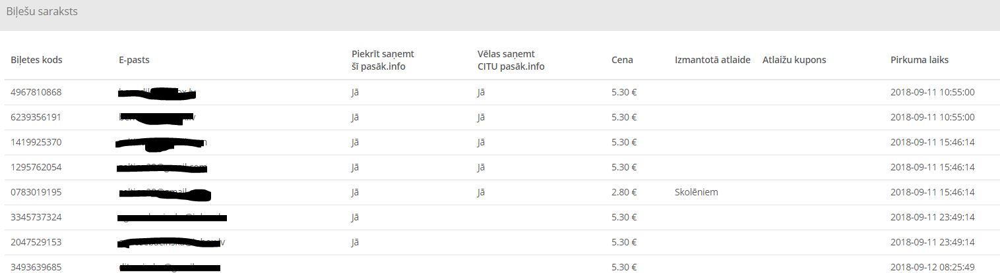 Biļešu saraksts
Biļetes kods E-pasts Piekrīt saņemt šī pasāk.info Vēlas saņemt CITU pasāk.info Cena Izmantotā atlaide Atlaižu kupons Pirkuma laiks
4967810868 Jā Jā 5.30 € 2018-09-11 10:55:00
6239356191 Jā Jā 5.30 € 2018-09-11 10:55:00
1419925370 Jā Jā 5.30 € 2018-09-11 15:46:14
1295762054 Jā Jā 5.30 € 2018-09-11 15:46:14
0783019195 Jā Jā 2.80 € Skolēniem 2018-09-11 15:46:14
3345737324 Jā 5.30 € 2018-09-11 23:49:14
2047529153 Jā 5.30 € 2018-09-11 23:49:14
3493639685 5.30 € 2018-09-12 08:25:49